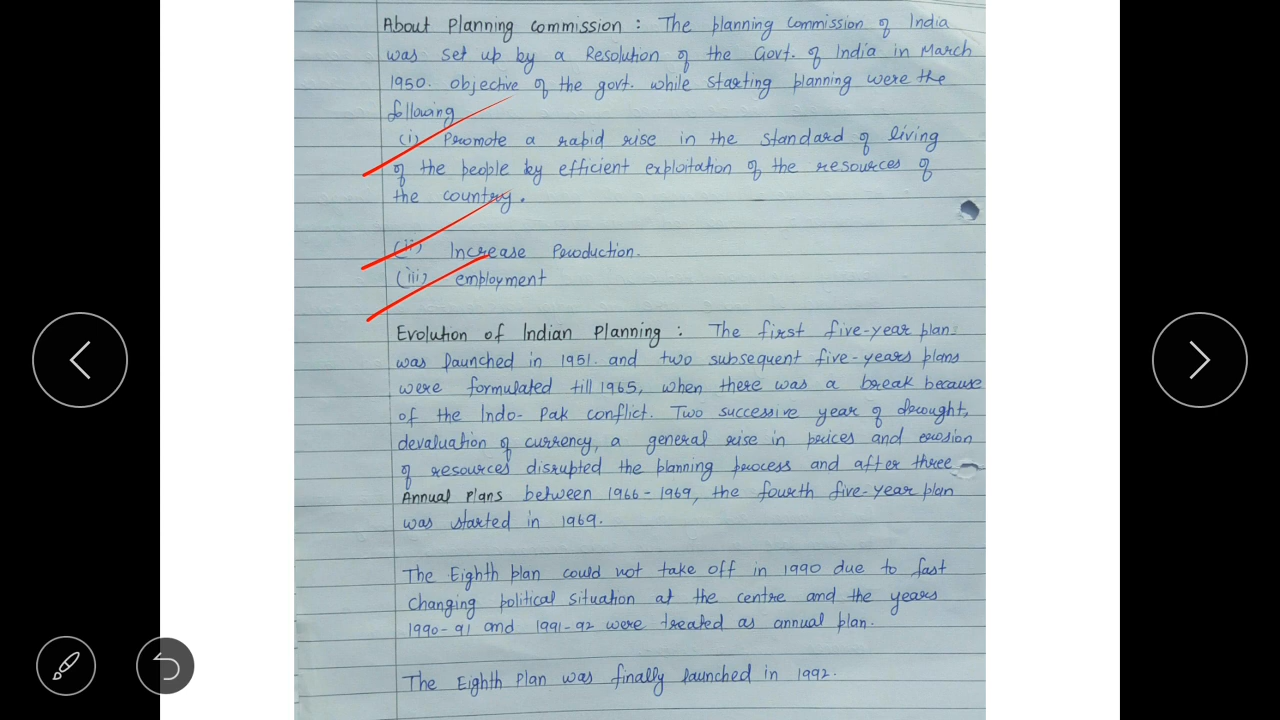 About Planning commission : The planning Commission of India
was set up by a Resolution of the Govt. of India in March
1950. objective of the govt. while starting planning were the
following
(i) Promote a rapid rise in the standard of living
of the people by efficient exploitation of the resources of
the country.
(ii) Increase Production.
(iii) employment
Evolution of Indian Planning : The first five-year plan
was launched in 1951. and two subsequent five-years plans
were formulated till 1965, when there was a break because
of the Indo-Pak conflict. Two successive year of drought,
devaluation of currency, a general rise in prices and erosion
of resources disrupted the planning process and after three
Annual Plans between 1966-1969, the fourth five-year plan
was started in 1969.
The Eighth plan could not take off in 1990 due to fast
changing political situation at the centre and the years
1990-91 and 1991-92 were treated as annual plan.
The Eighth Plan was finally launched in 1992.